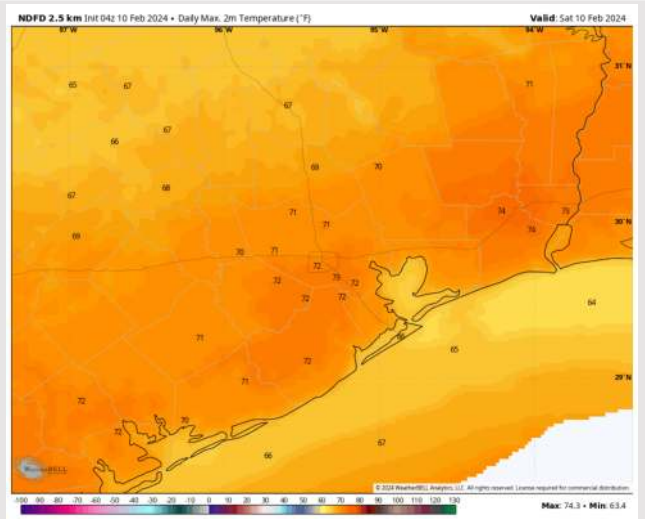 NDFD 2.5 km Init 04z 10 Feb 2024 • Daily Max. 2m Temperature (°F) Valid: Sat 10 Feb 2024
97°W 96°W 95°W 94°W
31°N
65 67 71
67
66 67
69 70
67 68
71 74 73
30°N
71 74
69
70 71
72
72 73 72
72 72
64
71
65
72
29°N
71
72
70
72
67
66
WeatherBELL
© 2024 WeatherBELL Analytics, LLC. All rights reserved. License required for commercial distribution.
-100 -90 -80 -70 -60 -50 -40 -30 -20 -10 0 10 20 30 40 50 60 70 80 90 100 110 120 130
Max: 74.3 • Min: 63.4